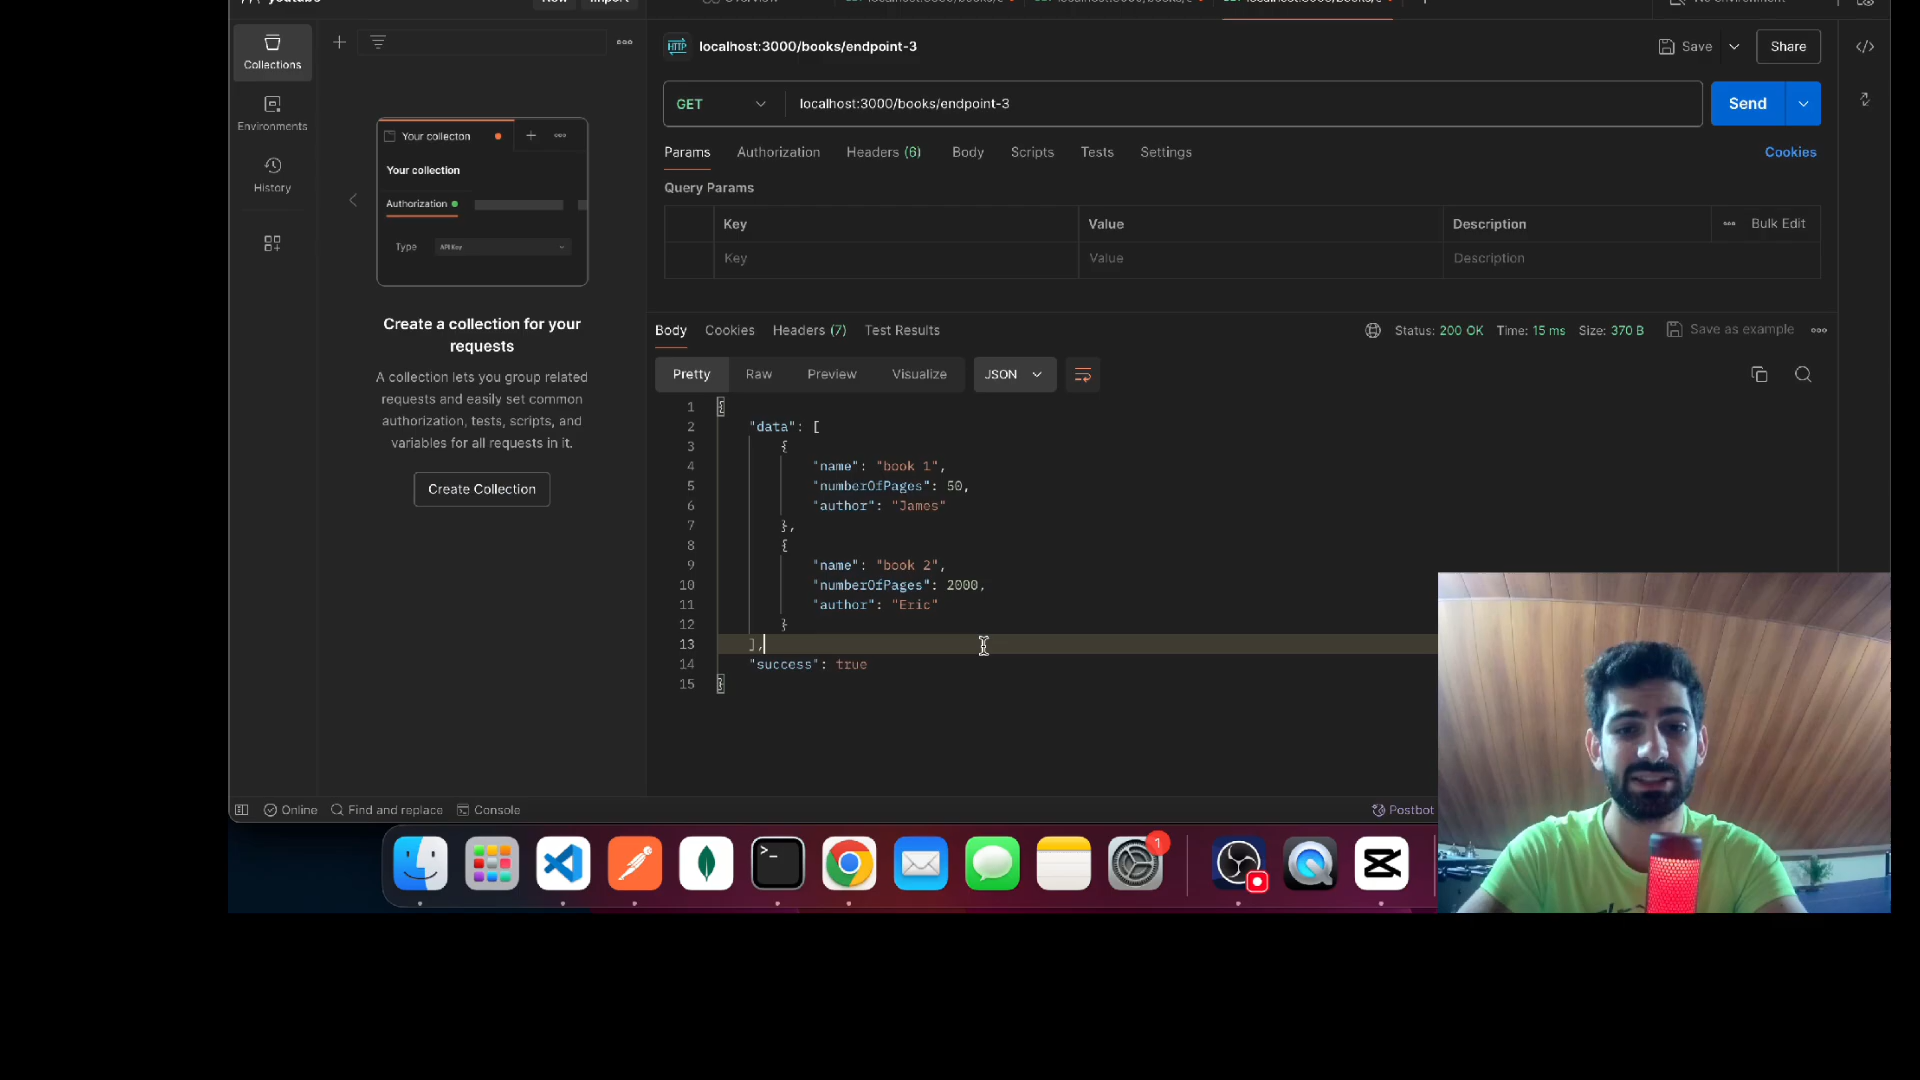 localhost:3000/books/endpoint-3
Save
Share
Collections
Environments
History
Your collecton
Your collection
Authorization
Type
API Key
Create a collection for your
requests
A collection lets you group related
requests and easily set common
authorization, tests, scripts, and
variables for all requests in it.
Create Collection
GET
localhost:3000/books/endpoint-3
Send
Params Authorization Headers (6) Body Scripts Tests Settings Cookies
Query Params
Key Value Description Bulk Edit
Key Value Description
Body Cookies Headers (7) Test Results Status: 200 OK Time: 15 ms Size: 370 B Save as example
Pretty Raw Preview Visualize JSON
1 {
2 "data": [
3 {
4 "name": "book 1",
5 "numberOfPages": 50,
6 "author": "James"
7 },
8 {
9 "name": "book 2",
10 "numberOfPages": 2000,
11 "author": "Eric"
12 }
13 ],
14 "success": true
15 }
Online Find and replace Console Postbot
1